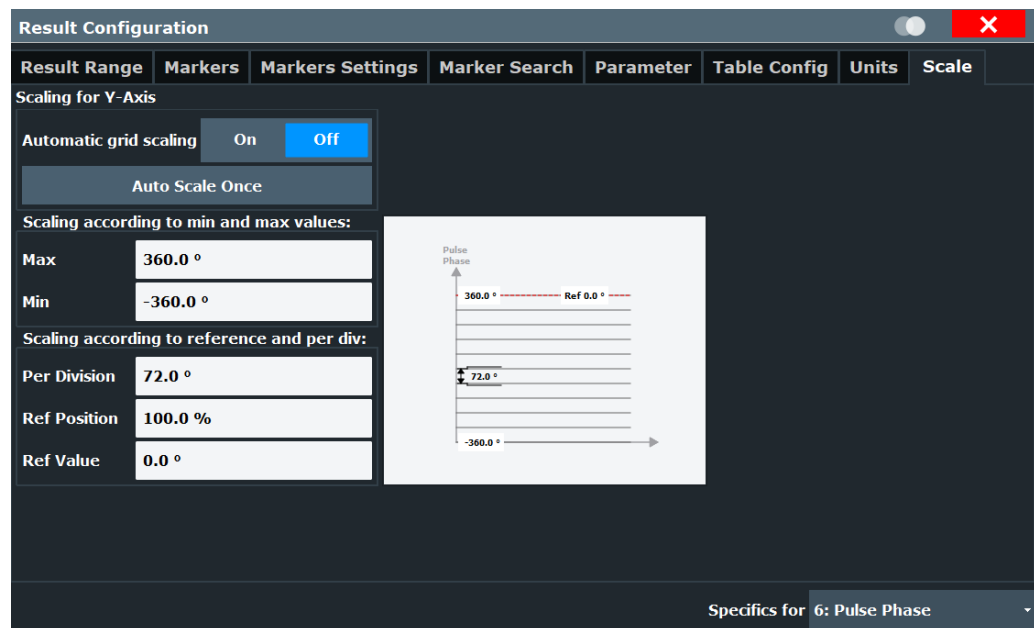 Result Configuration
Result Range Markers Markers Settings Marker Search Parameter Table Config Units Scale
Scaling for Y-Axis
Automatic grid scaling On Off
Auto Scale Once
Scaling according to min and max values:
Max 360.0 º
Min -360.0 º
Scaling according to reference and per div:
Per Division 72.0 º
Ref Position 100.0 %
Ref Value 0.0 º
Pulse
Phase
360.0 º Ref 0.0 º
72.0 º
-360.0 º
Specifics for 6: Pulse Phase